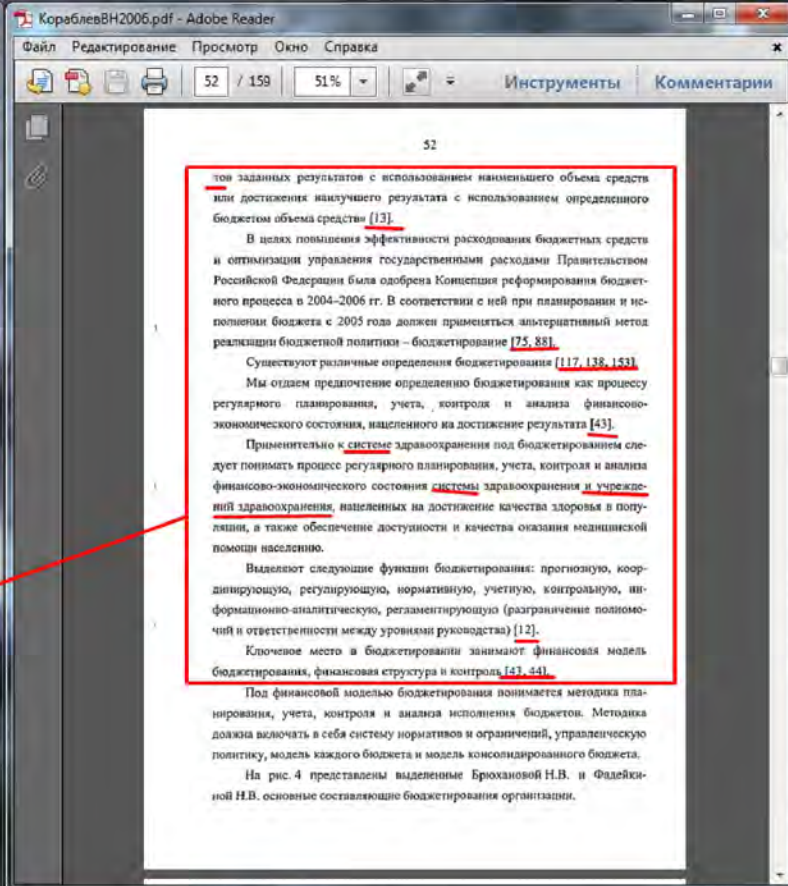 КораблевВН2006.pdf - Adobe Reader
Файл Редактирование Просмотр Окно Справка
52 / 159 51% Инструменты Комментарии
52
тов заданных результатов с использованием наименьшего объема средств
или достижения наилучшего результата с использованием определенного
бюджетом объема средств» [13].
В целях повышения эффективности расходования бюджетных средств
и оптимизации управления государственными расходами Правительством
Российской Федерации была одобрена Концепция реформирования бюджет-
ного процесса в 2004–2006 гг. В соответствии с ней при планировании и ис-
полнении бюджета с 2005 года должен применяться альтернативный метод
реализации бюджетной политики – бюджетирование [75, 88].
Существуют различные определения бюджетирования [117, 138, 153].
Мы отдаем предпочтение определению бюджетирования как процессу
регулярного планирования, учета, контроля и анализа финансово-
экономического состояния, нацеленного на достижение результата [43].
Применительно к системе здравоохранения под бюджетированием сле-
дует понимать процесс регулярного планирования, учета, контроля и анализа
финансово-экономического состояния системы здравоохранения и учрежде-
ний здравоохранения, нацеленных на достижение качества здоровья в попу-
ляции, а также обеспечение доступности и качества оказания медицинской
помощи населению.
Выделяют следующие функции бюджетирования: прогнозную, коор-
динирующую, регулирующую, нормативную, учетную, контрольную, ин-
формационно-аналитическую, регламентирующую (разграничение полномо-
чий и ответственности между уровнями руководства) [12].
Ключевое место в бюджетировании занимают финансовая модель
бюджетирования, финансовая структура и контроль [43, 44].
Под финансовой моделью бюджетирования понимается методика пла-
нирования, учета, контроля и анализа исполнения бюджетов. Методика
должна включать в себя систему нормативов и ограничений, управленческую
политику, модель каждого бюджета и модель консолидированного бюджета.
На рис. 4 представлены выделенные Брюхановой Н.В. и Фадейки-
ной Н.В. основные составляющие бюджетирования организации.